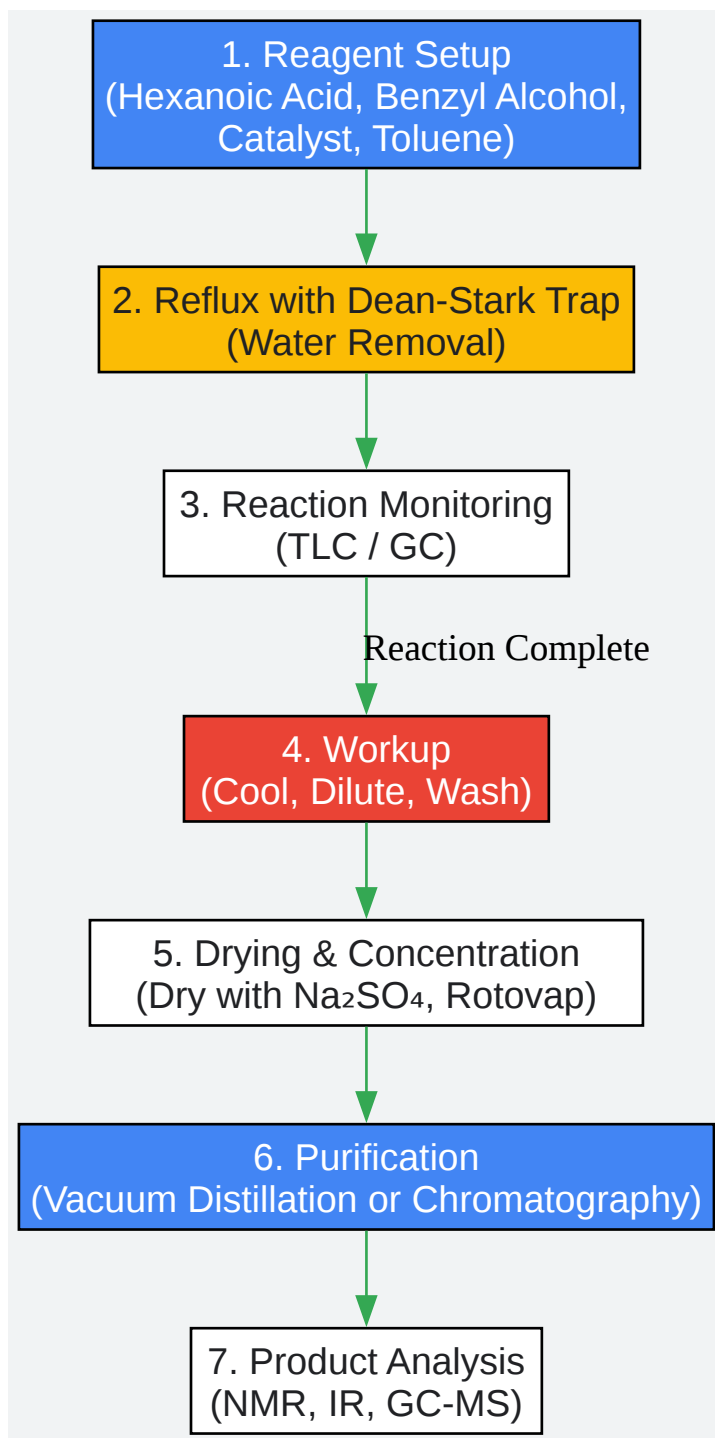 1. Reagent Setup
(Hexanoic Acid, Benzyl Alcohol,
Catalyst, Toluene)
2. Reflux with Dean-Stark Trap
(Water Removal)
3. Reaction Monitoring
(TLC / GC)
Reaction Complete
4. Workup
(Cool, Dilute, Wash)
5. Drying & Concentration
(Dry with Na₂SO₄, Rotovap)
6. Purification
(Vacuum Distillation or Chromatography)
7. Product Analysis
(NMR, IR, GC-MS)